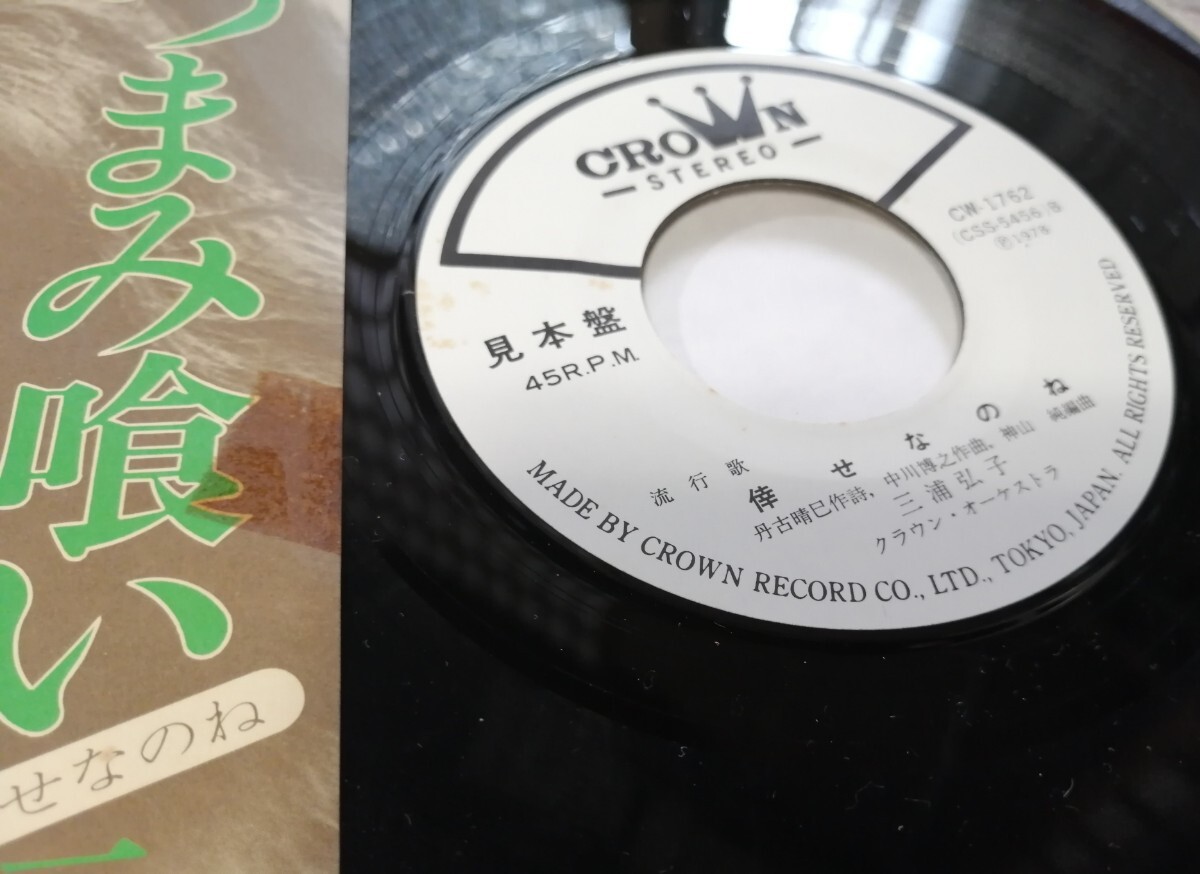 つまみ喰い
せなのね
CROWN
STEREO
CW-1762
(CSS-5456)B
Ⓟ1978
見本盤
45R.P.M.
流行歌
倖せなのね
丹古晴巳作詩, 中川博之作曲, 神山 純編曲
三浦弘子
クラウン・オーケストラ
MADE BY CROWN RECORD CO., LTD., TOKYO, JAPAN. ALL RIGHTS RESERVED